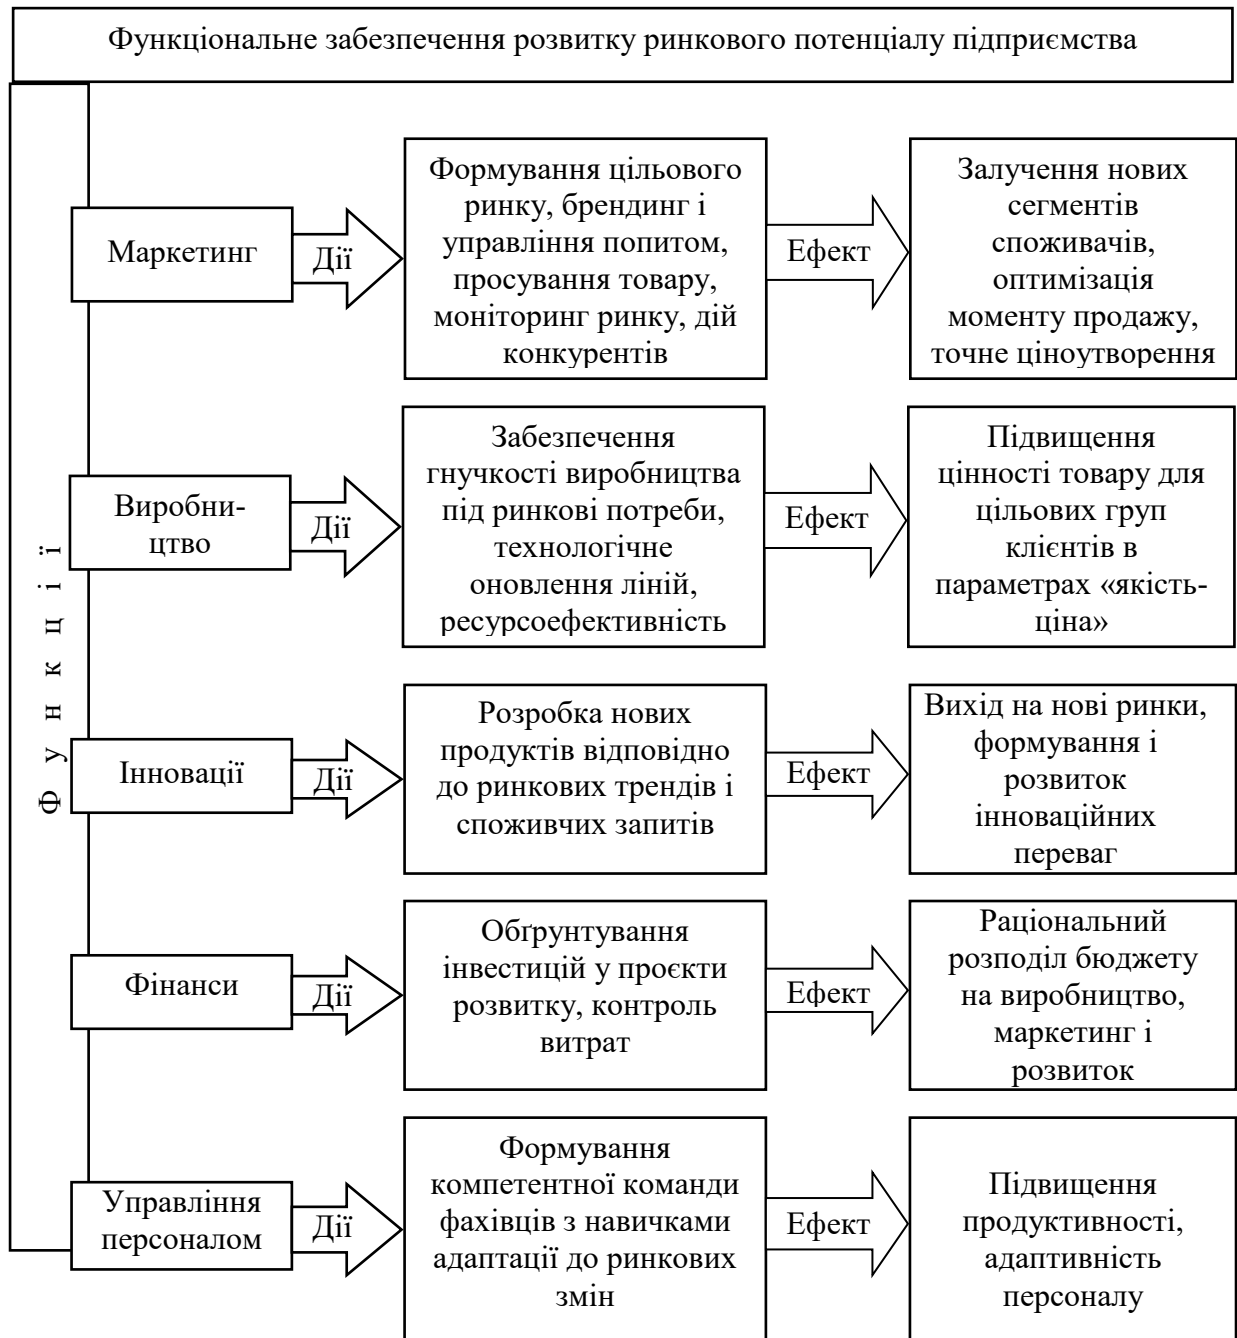 Функціональне забезпечення розвитку ринкового потенціалу підприємства
Функції
Маркетинг
Дії
Формування цільового
ринку, брендинг і
управління попитом,
просування товару,
моніторинг ринку, дій
конкурентів
Ефект
Залучення нових
сегментів
споживачів,
оптимізація
моменту продажу,
точне ціноутворення
Виробни-
цтво
Дії
Забезпечення
гнучкості виробництва
під ринкові потреби,
технологічне
оновлення ліній,
ресурсоефективність
Ефект
Підвищення
цінності товару для
цільових груп
клієнтів в
параметрах «якість-
ціна»
Інновації
Дії
Розробка нових
продуктів відповідно
до ринкових трендів і
споживчих запитів
Ефект
Вихід на нові ринки,
формування і
розвиток
інноваційних
переваг
Фінанси
Дії
Обґрунтування
інвестицій у проєкти
розвитку, контроль
витрат
Ефект
Раціональний
розподіл бюджету
на виробництво,
маркетинг і
розвиток
Управління
персоналом
Дії
Формування
компетентної команди
фахівців з навичками
адаптації до ринкових
змін
Ефект
Підвищення
продуктивності,
адаптивність
персоналу